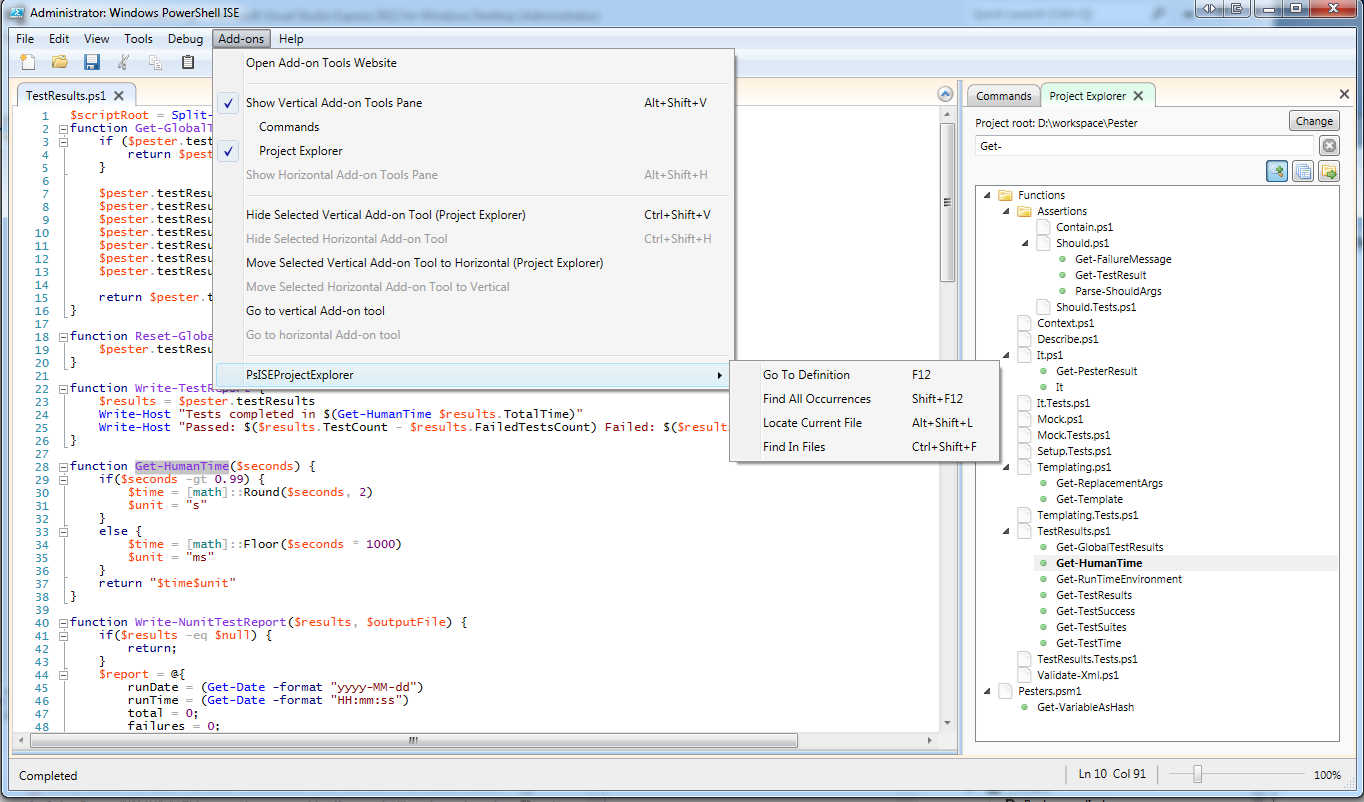 Administrator: Windows PowerShell ISE
File Edit View Tools Debug Add-ons Help
TestResults.ps1
1 $scriptRoot = Split-
2 function Get-GlobalT
3 if ($pester.test
4 return $pest
5 }
6
7 $pester.testResu
8 $pester.testResu
9 $pester.testResu
10 $pester.testResu
11 $pester.testResu
12 $pester.testResu
13 $pester.testResu
14
15 return $pester.t
16 }
17
18 function Reset-Globa
19 $pester.testResu
20 }
21
22 function Write-TestR
23 $results = $pester.testResults
24 Write-Host "Tests completed in $(Get-HumanTime $results.TotalTime)"
25 Write-Host "Passed: $($results.TestCount - $results.FailedTestsCount) Failed: $($resu
26 }
27
28 function Get-HumanTime($seconds) {
29 if($seconds -gt 0.99) {
30 $time = [math]::Round($seconds, 2)
31 $unit = "s"
32 }
33 else {
34 $time = [math]::Floor($seconds * 1000)
35 $unit = "ms"
36 }
37 return "$time$unit"
38 }
39
40 function Write-NunitTestReport($results, $outputFile) {
41 if($results -eq $null) {
42 return;
43 }
44 $report = @{
45 runDate = (Get-Date -format "yyyy-MM-dd")
46 runTime = (Get-Date -format "HH:mm:ss")
47 total = 0;
48 failures = 0;
Open Add-on Tools Website
Show Vertical Add-on Tools Pane Alt+Shift+V
Commands
Project Explorer
Show Horizontal Add-on Tools Pane Alt+Shift+H
Hide Selected Vertical Add-on Tool (Project Explorer) Ctrl+Shift+V
Hide Selected Horizontal Add-on Tool Ctrl+Shift+H
Move Selected Vertical Add-on Tool to Horizontal (Project Explorer)
Move Selected Horizontal Add-on Tool to Vertical
Go to vertical Add-on tool
Go to horizontal Add-on tool
PsISEProjectExplorer
Go To Definition F12
Find All Occurrences Shift+F12
Locate Current File Alt+Shift+L
Find In Files Ctrl+Shift+F
Commands Project Explorer
Project root: D:\workspace\Pester Change
Get-
Functions
Assertions
Contain.ps1
Should.ps1
Get-FailureMessage
Get-TestResult
Parse-ShouldArgs
Should.Tests.ps1
Context.ps1
Describe.ps1
It.ps1
Get-PesterResult
It
It.Tests.ps1
Mock.ps1
Mock.Tests.ps1
Setup.Tests.ps1
Templating.ps1
Get-ReplacementArgs
Get-Template
Templating.Tests.ps1
TestResults.ps1
Get-GlobalTestResults
Get-HumanTime
Get-RunTimeEnvironment
Get-TestResults
Get-TestSuccess
Get-TestSuites
Get-TestTime
TestResults.Tests.ps1
Validate-Xml.ps1
Pesters.psm1
Get-VariableAsHash
Completed
Ln 10 Col 91
100%